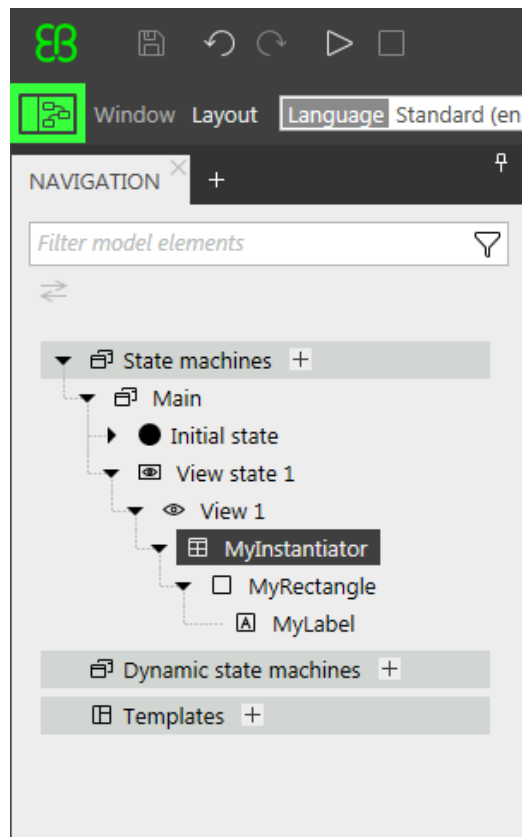 EB
Window Layout Language Standard (en
NAVIGATION
Filter model elements
State machines
Main
Initial state
View state 1
View 1
MyInstantiator
MyRectangle
A MyLabel
Dynamic state machines
Templates